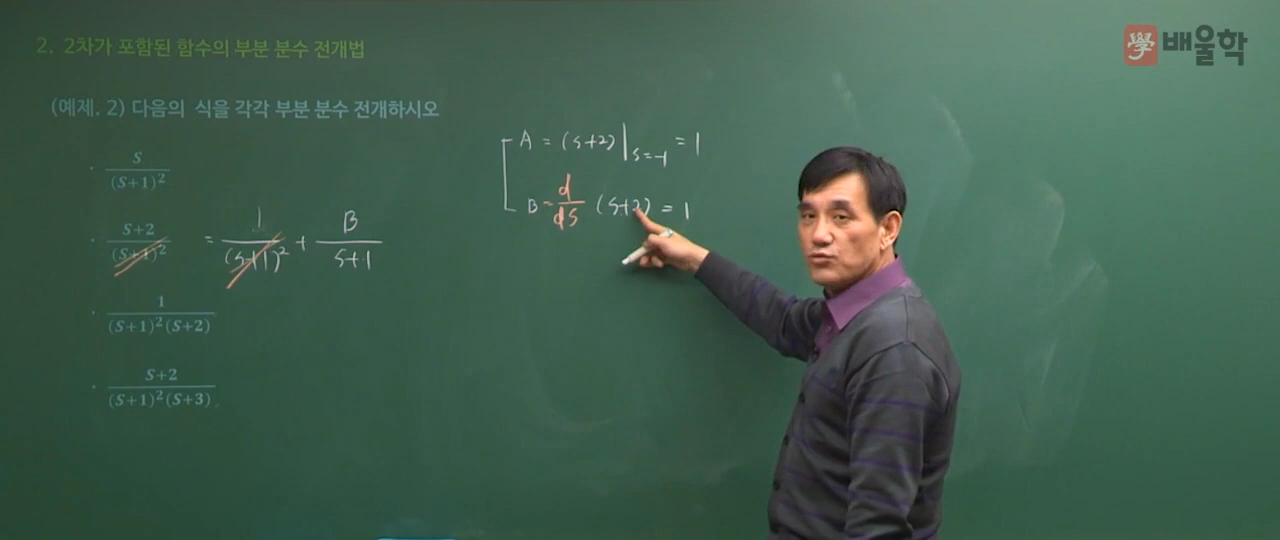 2. 2차가 포함된 함수의 부분 분수 전개법
學 배울학
(예제. 2) 다음의 식을 각각 부분 분수 전개하시오
· S/(S+1)²
· S+2/(S+1)² = 1/(S+1)² + B/S+1
· 1/(S+1)²(S+2)
· S+2/(S+1)²(S+3)
A = (S+2)|S=-1 = 1
B = d/ds (S+2) = 1